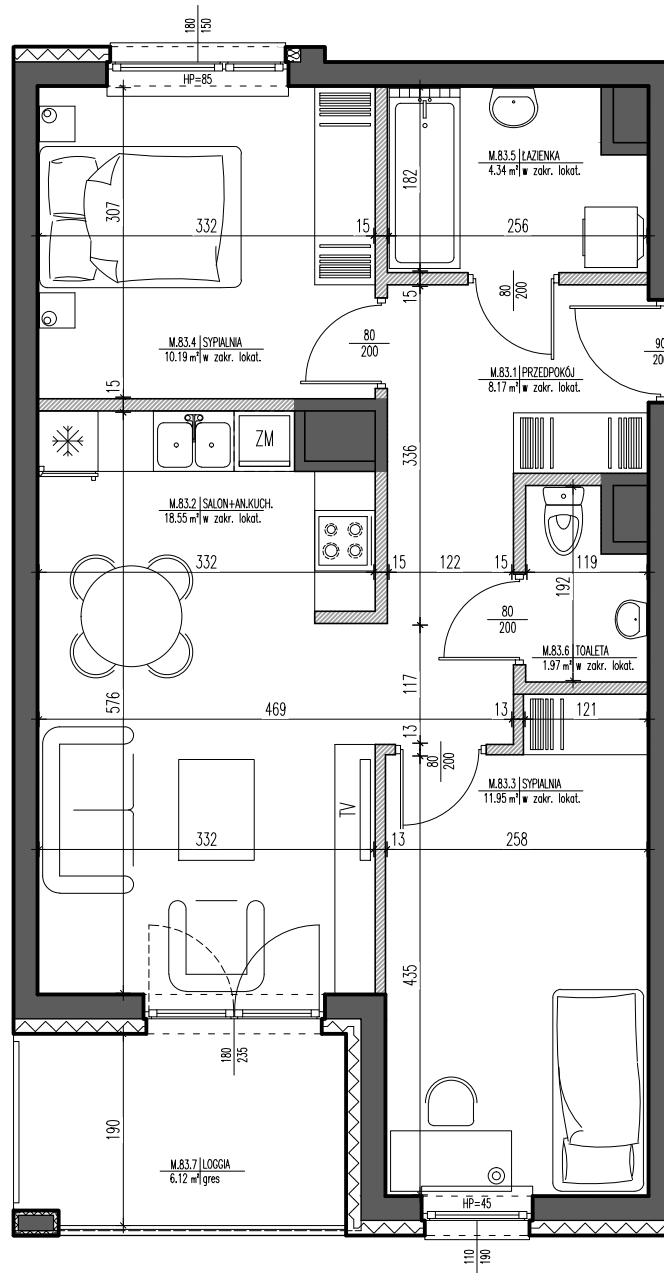 180
150
HP=85
M.83.5 ŁAZIENKA
4.34 m² w zakr. lokat.
182
307
332
15
256
15
80
200
M.83.4 SYPIALNIA
10.19 m² w zakr. lokat.
80
200
90
M.83.1 PRZEDPOKÓJ
8.17 m² w zakr. lokat.
15
ZM
336
M.83.2 SALON+AN.KUCH.
18.55 m² w zakr. lokat.
332
15
122
15
119
192
80
200
M.83.6 TOALETA
1.97 m² w zakr. lokat.
576
117
469
13
121
13
80
200
M.83.3 SYPIALNIA
11.95 m² w zakr. lokat.
TV
332
13
258
435
180
235
190
M.83.7 LOGGIA
6.12 m² gres
HP=45
110
190